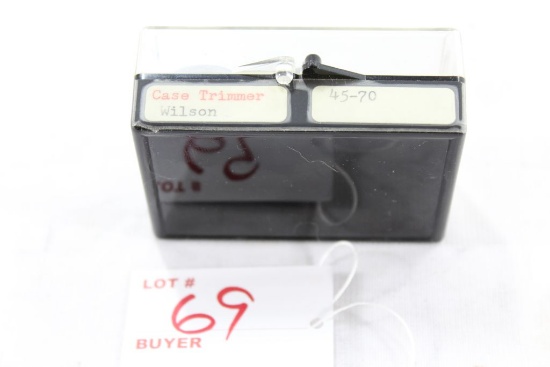 Case Trimmer
Wilson
45-70
LOT #
69
BUYER